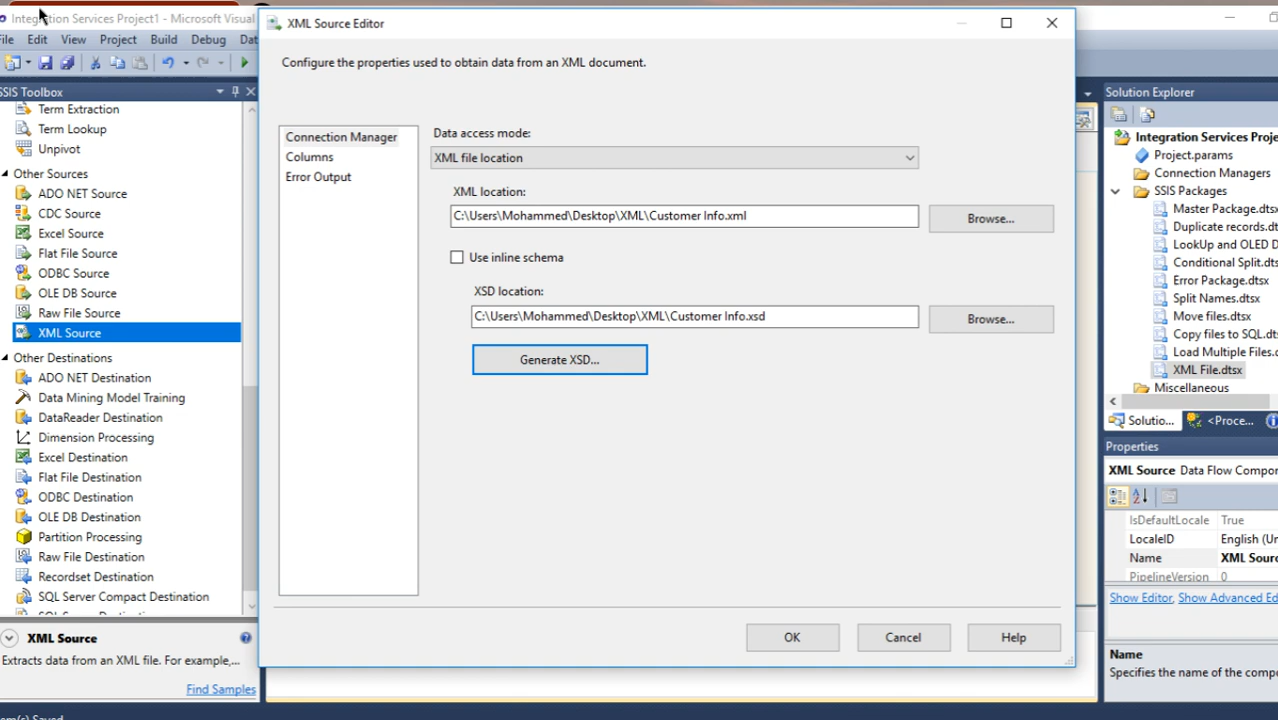 Integration Services Project1 - Microsoft Visual
File Edit View Project Build Debug Dat
SSIS Toolbox
Term Extraction
Term Lookup
Unpivot
Other Sources
ADO NET Source
CDC Source
Excel Source
Flat File Source
ODBC Source
OLE DB Source
Raw File Source
XML Source
Other Destinations
ADO NET Destination
Data Mining Model Training
DataReader Destination
Dimension Processing
Excel Destination
Flat File Destination
ODBC Destination
OLE DB Destination
Partition Processing
Raw File Destination
Recordset Destination
SQL Server Compact Destination
XML Source
Extracts data from an XML file. For example,...
Find Samples
XML Source Editor
Configure the properties used to obtain data from an XML document.
Connection Manager
Columns
Error Output
Data access mode:
XML file location
XML location:
C:\Users\Mohammed\Desktop\XML\Customer Info.xml
Browse...
Use inline schema
XSD location:
C:\Users\Mohammed\Desktop\XML\Customer Info.xsd
Browse...
Generate XSD...
OK Cancel Help
Solution Explorer
Integration Services Proje
Project.params
Connection Managers
SSIS Packages
Master Package.dtsx
Duplicate records.dt
LookUp and OLED D
Conditional Split.dts
Error Package.dtsx
Split Names.dtsx
Move files.dtsx
Copy files to SQL.dt
Load Multiple Files.c
XML File.dtsx
Miscellaneous
Solutio... <Proce...
Properties
XML Source Data Flow Compor
IsDefaultLocale True
LocaleID English (Un
Name XML Sourc
PipelineVersion 0
Show Editor, Show Advanced Ed
Name
Specifies the name of the compo